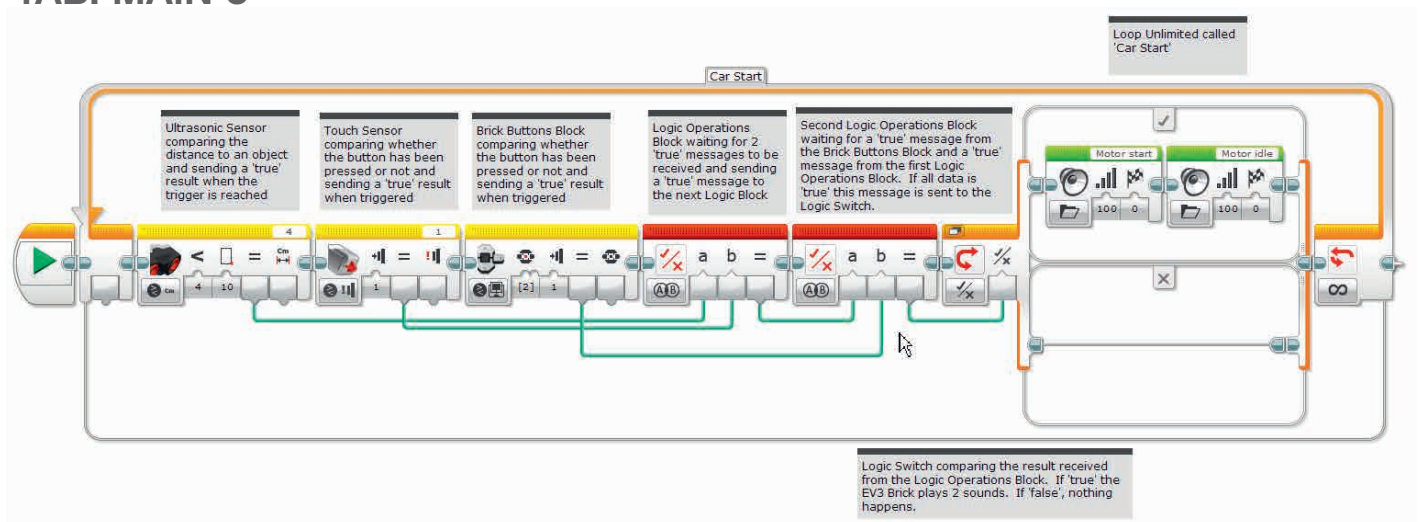 TAB: MAIN 3
Loop Unlimited called
'Car Start'
Car Start
Ultrasonic Sensor
comparing the
distance to an object
and sending a 'true'
result when the
trigger is reached
Touch Sensor
comparing whether
the button has been
pressed or not and
sending a 'true' result
when triggered
Brick Buttons Block
comparing whether
the button has been
pressed or not and
sending a 'true' result
when triggered
Logic Operations
Block waiting for 2
'true' messages to be
received and sending
a 'true' message to
the next Logic Block
Second Logic Operations Block
waiting for a 'true' message from
the Brick Buttons Block and a 'true'
message from the first Logic
Operations Block. If all data is
'true' this message is sent to the
Logic Switch.
Motor start
Motor idle
100 0
100 0
4
1
< = Cm
=
=
a b =
a b =
cm 4 10
1
[2] 1
A B
A B
∞
Logic Switch comparing the result received
from the Logic Operations Block. If 'true' the
EV3 Brick plays 2 sounds. If 'false', nothing
happens.